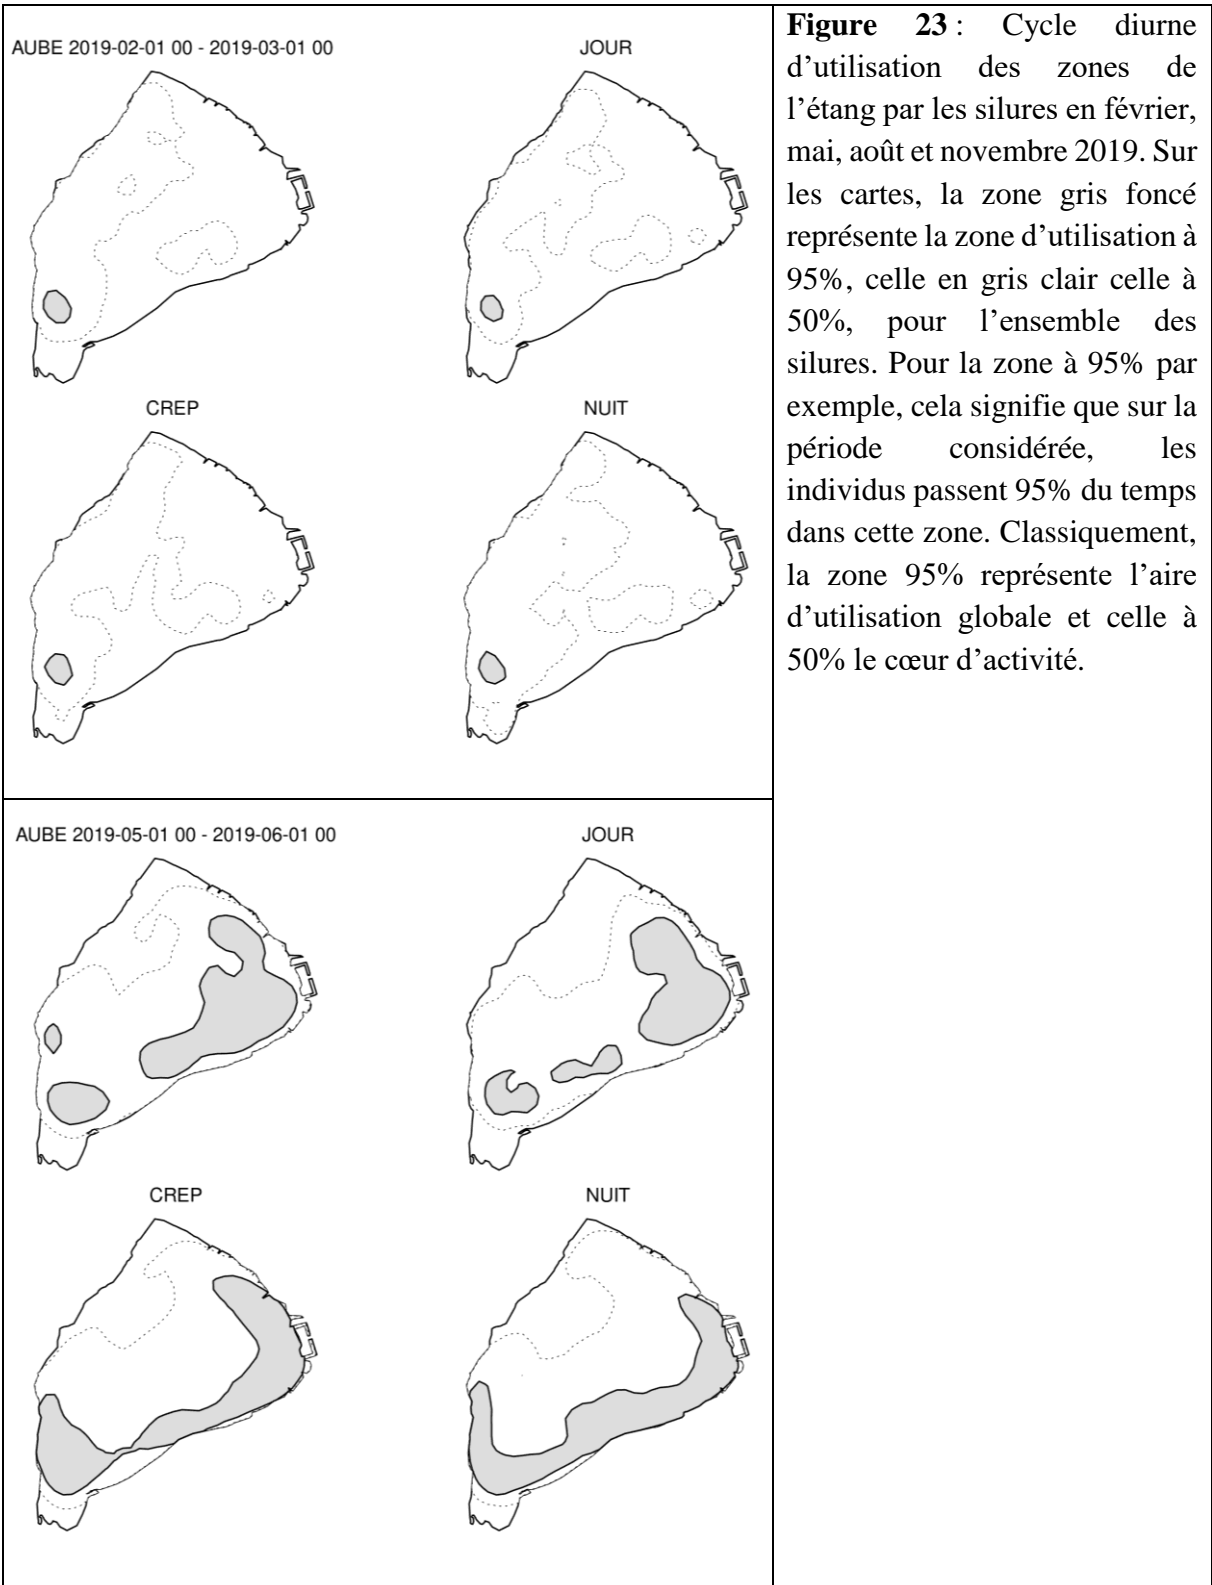 AUBE 2019-02-01 00 - 2019-03-01 00
JOUR
CREP
NUIT
AUBE 2019-05-01 00 - 2019-06-01 00
JOUR
CREP
NUIT
Figure 23 : Cycle diurne
d’utilisation des zones de
l’étang par les silures en février,
mai, août et novembre 2019. Sur
les cartes, la zone gris foncé
représente la zone d’utilisation à
95%, celle en gris clair celle à
50%, pour l’ensemble des
silures. Pour la zone à 95% par
exemple, cela signifie que sur la
période considérée, les
individus passent 95% du temps
dans cette zone. Classiquement,
la zone 95% représente l’aire
d’utilisation globale et celle à
50% le cœur d’activité.